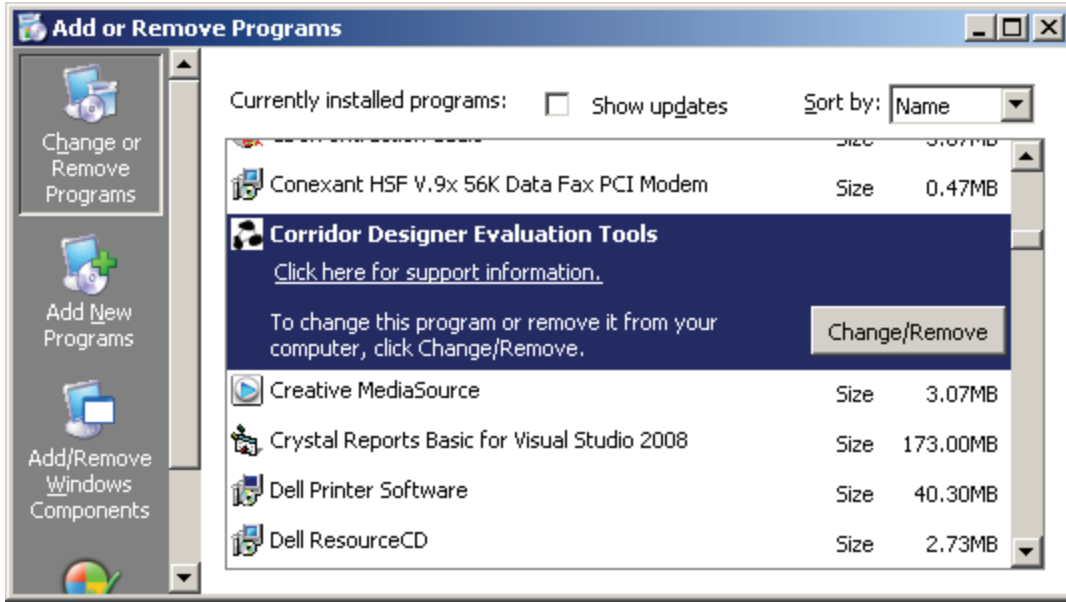 Add or Remove Programs
Change or
Remove
Programs
Add New
Programs
Add/Remove
Windows
Components
Currently installed programs:
Show updates
Sort by:
Name
Conexant HSF V.9x 56K Data Fax PCI Modem
Size
0.47MB
Corridor Designer Evaluation Tools
Click here for support information.
To change this program or remove it from your
computer, click Change/Remove.
Change/Remove
Creative MediaSource
Size
3.07MB
Crystal Reports Basic for Visual Studio 2008
Size
173.00MB
Dell Printer Software
Size
40.30MB
Dell ResourceCD
Size
2.73MB